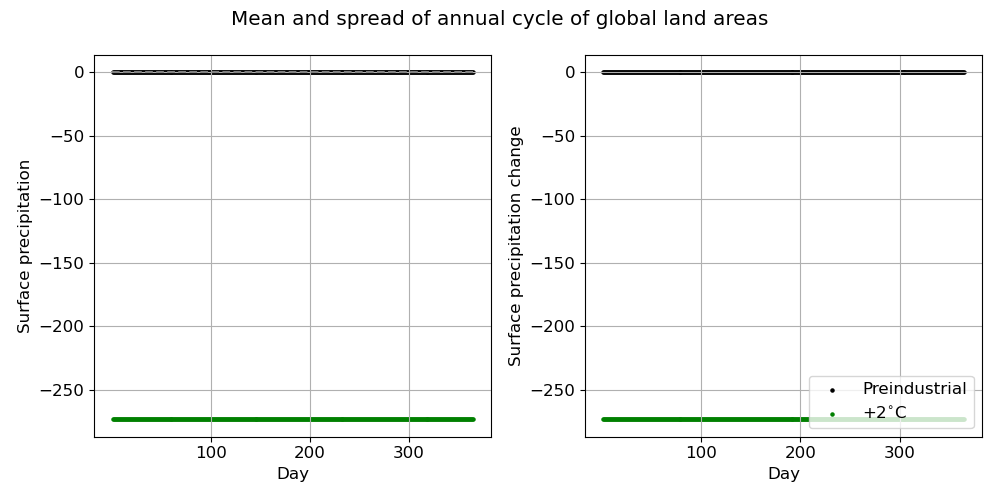 Mean and spread of annual cycle of global land areas
Surface precipitation
0
−50
−100
−150
−200
−250
100
200
300
Day
Surface precipitation change
0
−50
−100
−150
−200
−250
100
200
300
Day
Preindustrial
+2°C